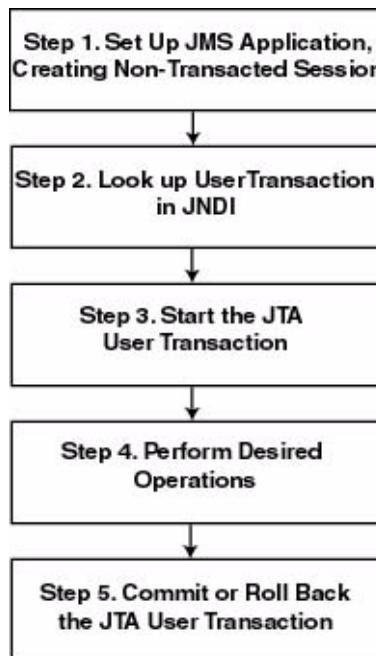 Step 1. Set Up JMS Application,
Creating Non-Transacted Session
Step 2. Look up UserTransaction
in JNDI
Step 3. Start the JTA
User Transaction
Step 4. Perform Desired
Operations
Step 5. Commit or Roll Back
the JTA User Transaction